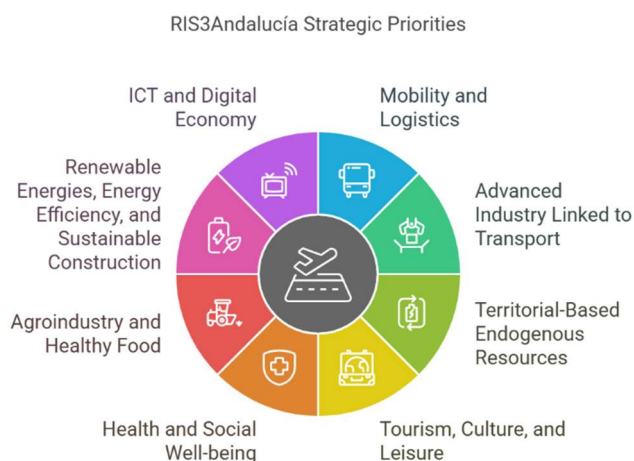 RIS3Andalucía Strategic Priorities
ICT and Digital
Economy
Mobility and
Logistics
Renewable
Energies, Energy
Efficiency, and
Sustainable
Construction
Advanced
Industry Linked to
Transport
Agroindustry and
Healthy Food
Territorial-Based
Endogenous
Resources
Health and Social
Well-being
Tourism, Culture, and
Leisure